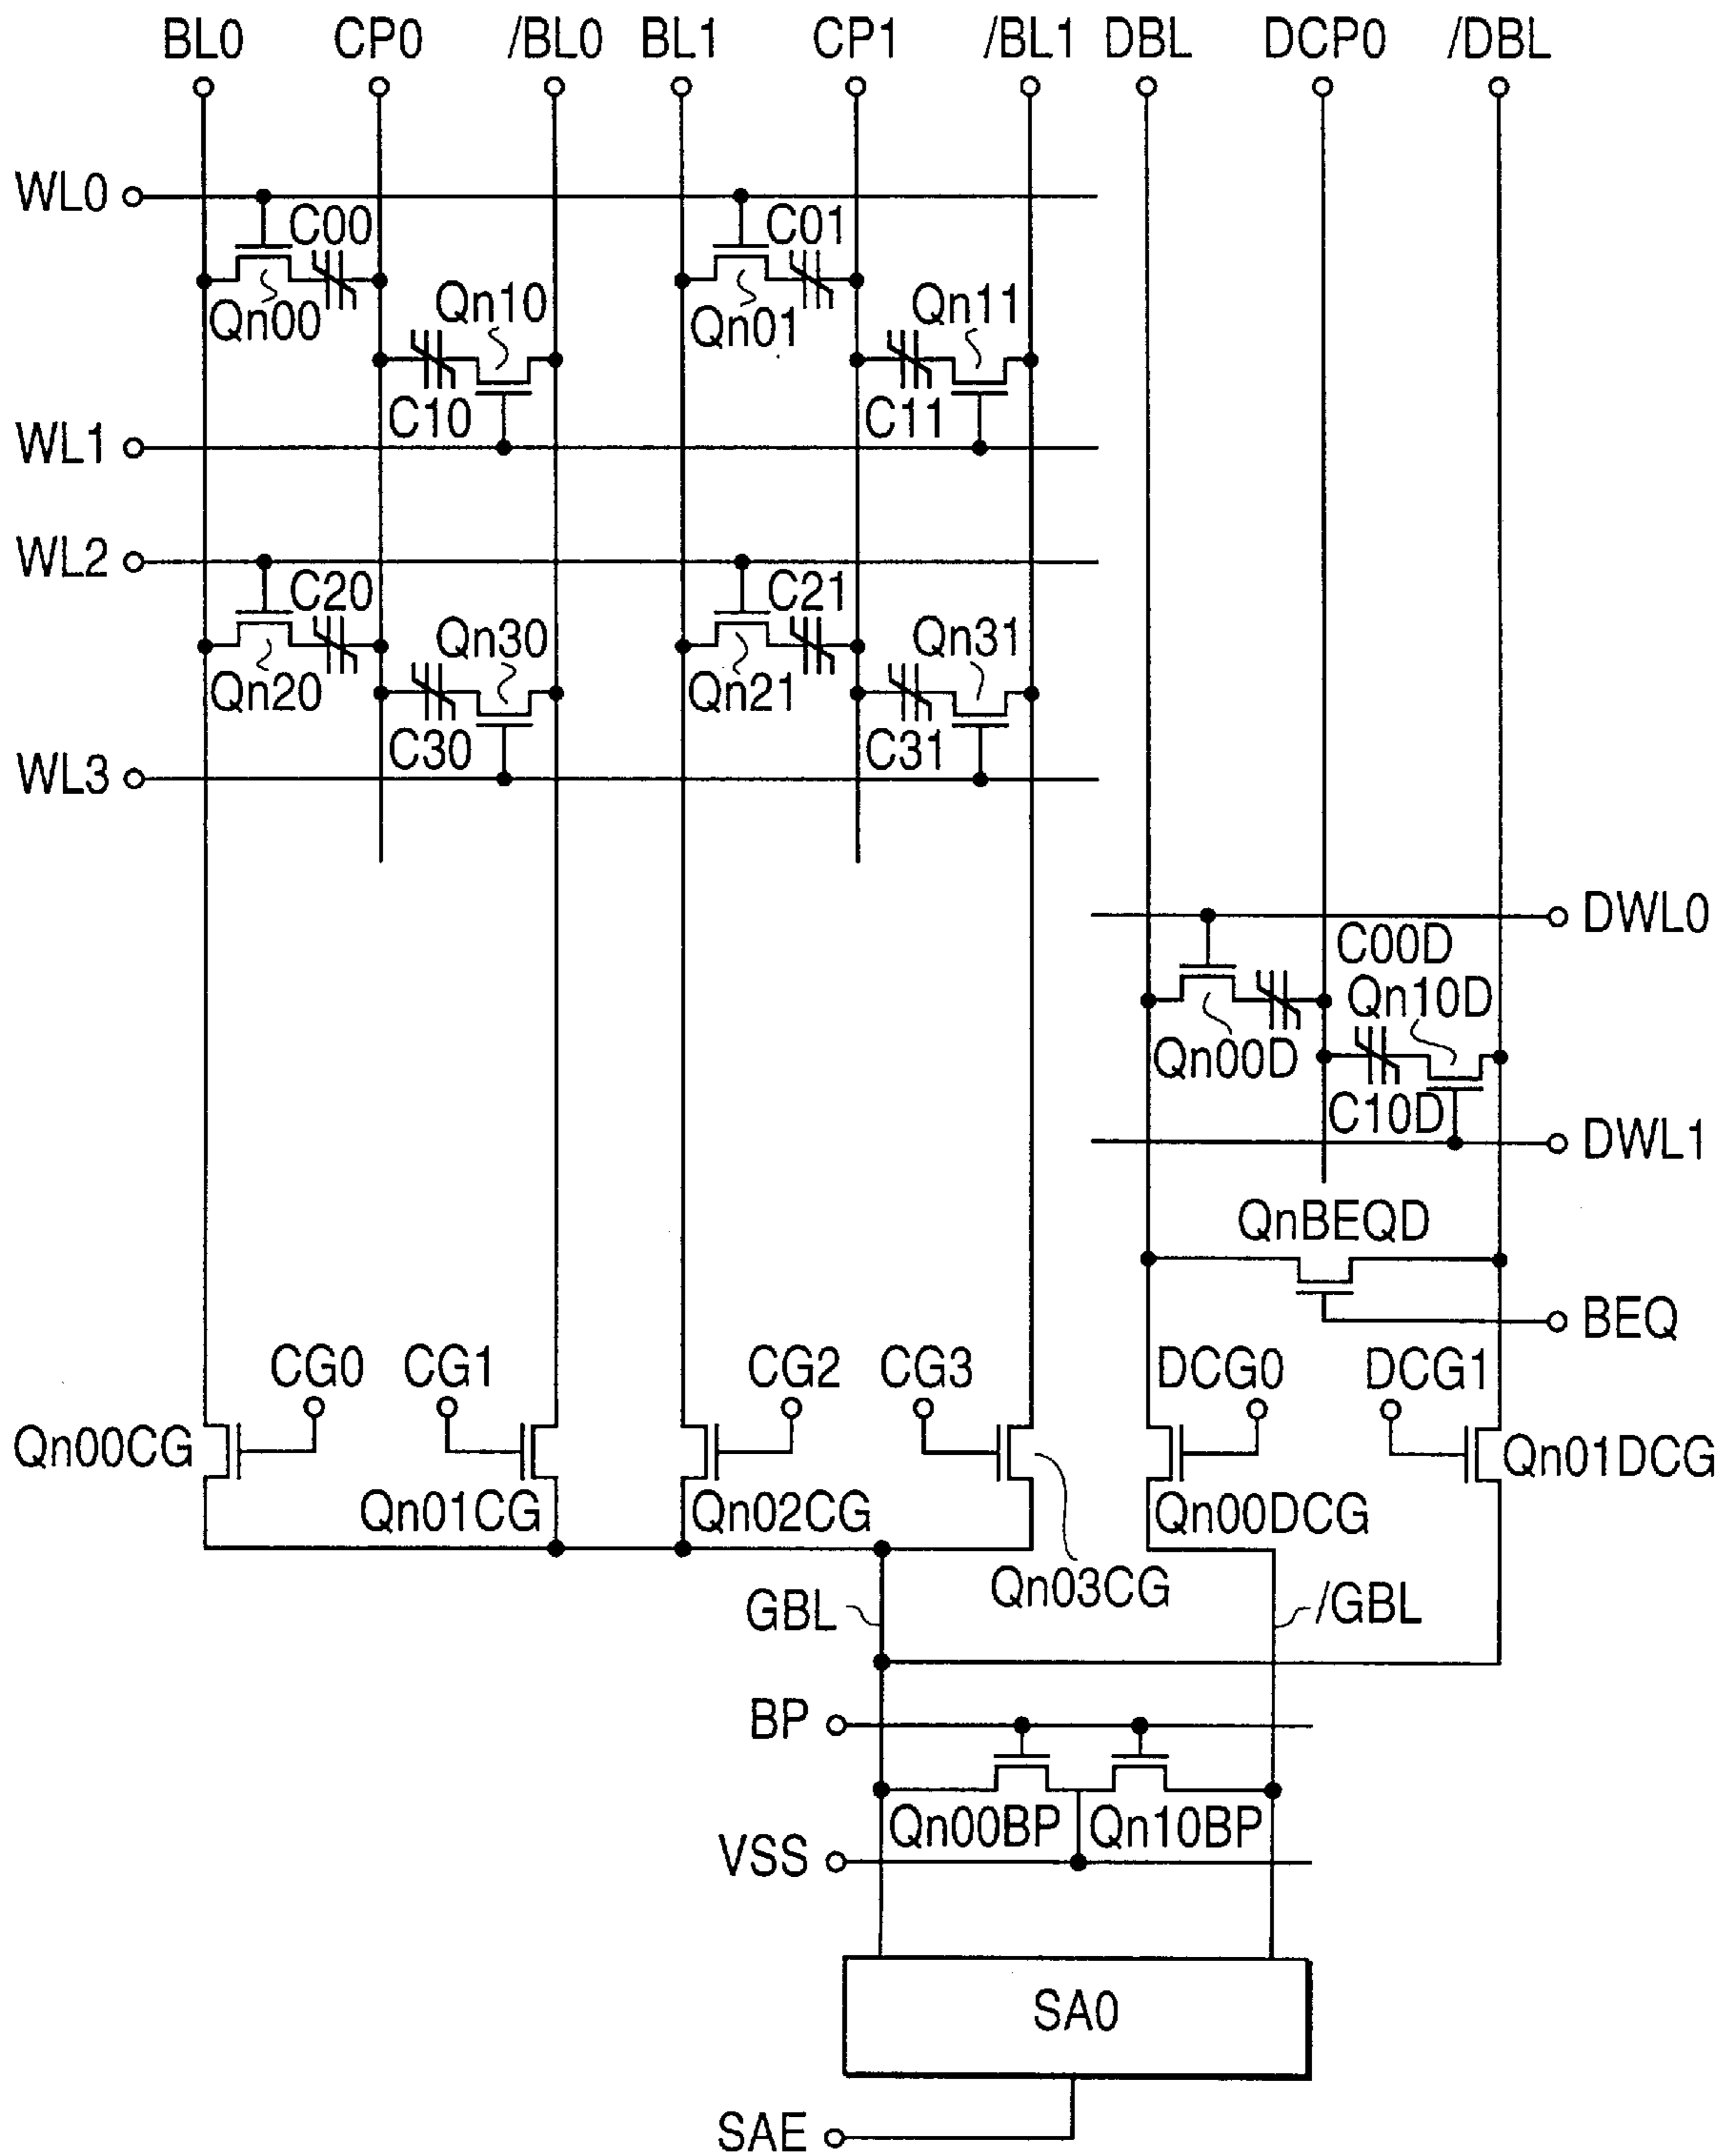 BL0 CP0 /BL0 BL1 CP1 /BL1 DBL DCP0 /DBL
WL0
C00 C01
Qn00 Qn10 Qn01 Qn11
C10 C11
WL1
WL2
C20 C21
Qn20 Qn30 Qn21 Qn31
C30 C31
WL3
DWL0
C00D
Qn10D
Qn00D
C10D
DWL1
QnBEQD
BEQ
CG0 CG1 CG2 CG3 DCG0 DCG1
Qn00CG Qn01DCG
Qn01CG Qn02CG Qn00DCG
Qn03CG
GBL /GBL
BP
Qn00BP Qn10BP
VSS
SA0
SAE